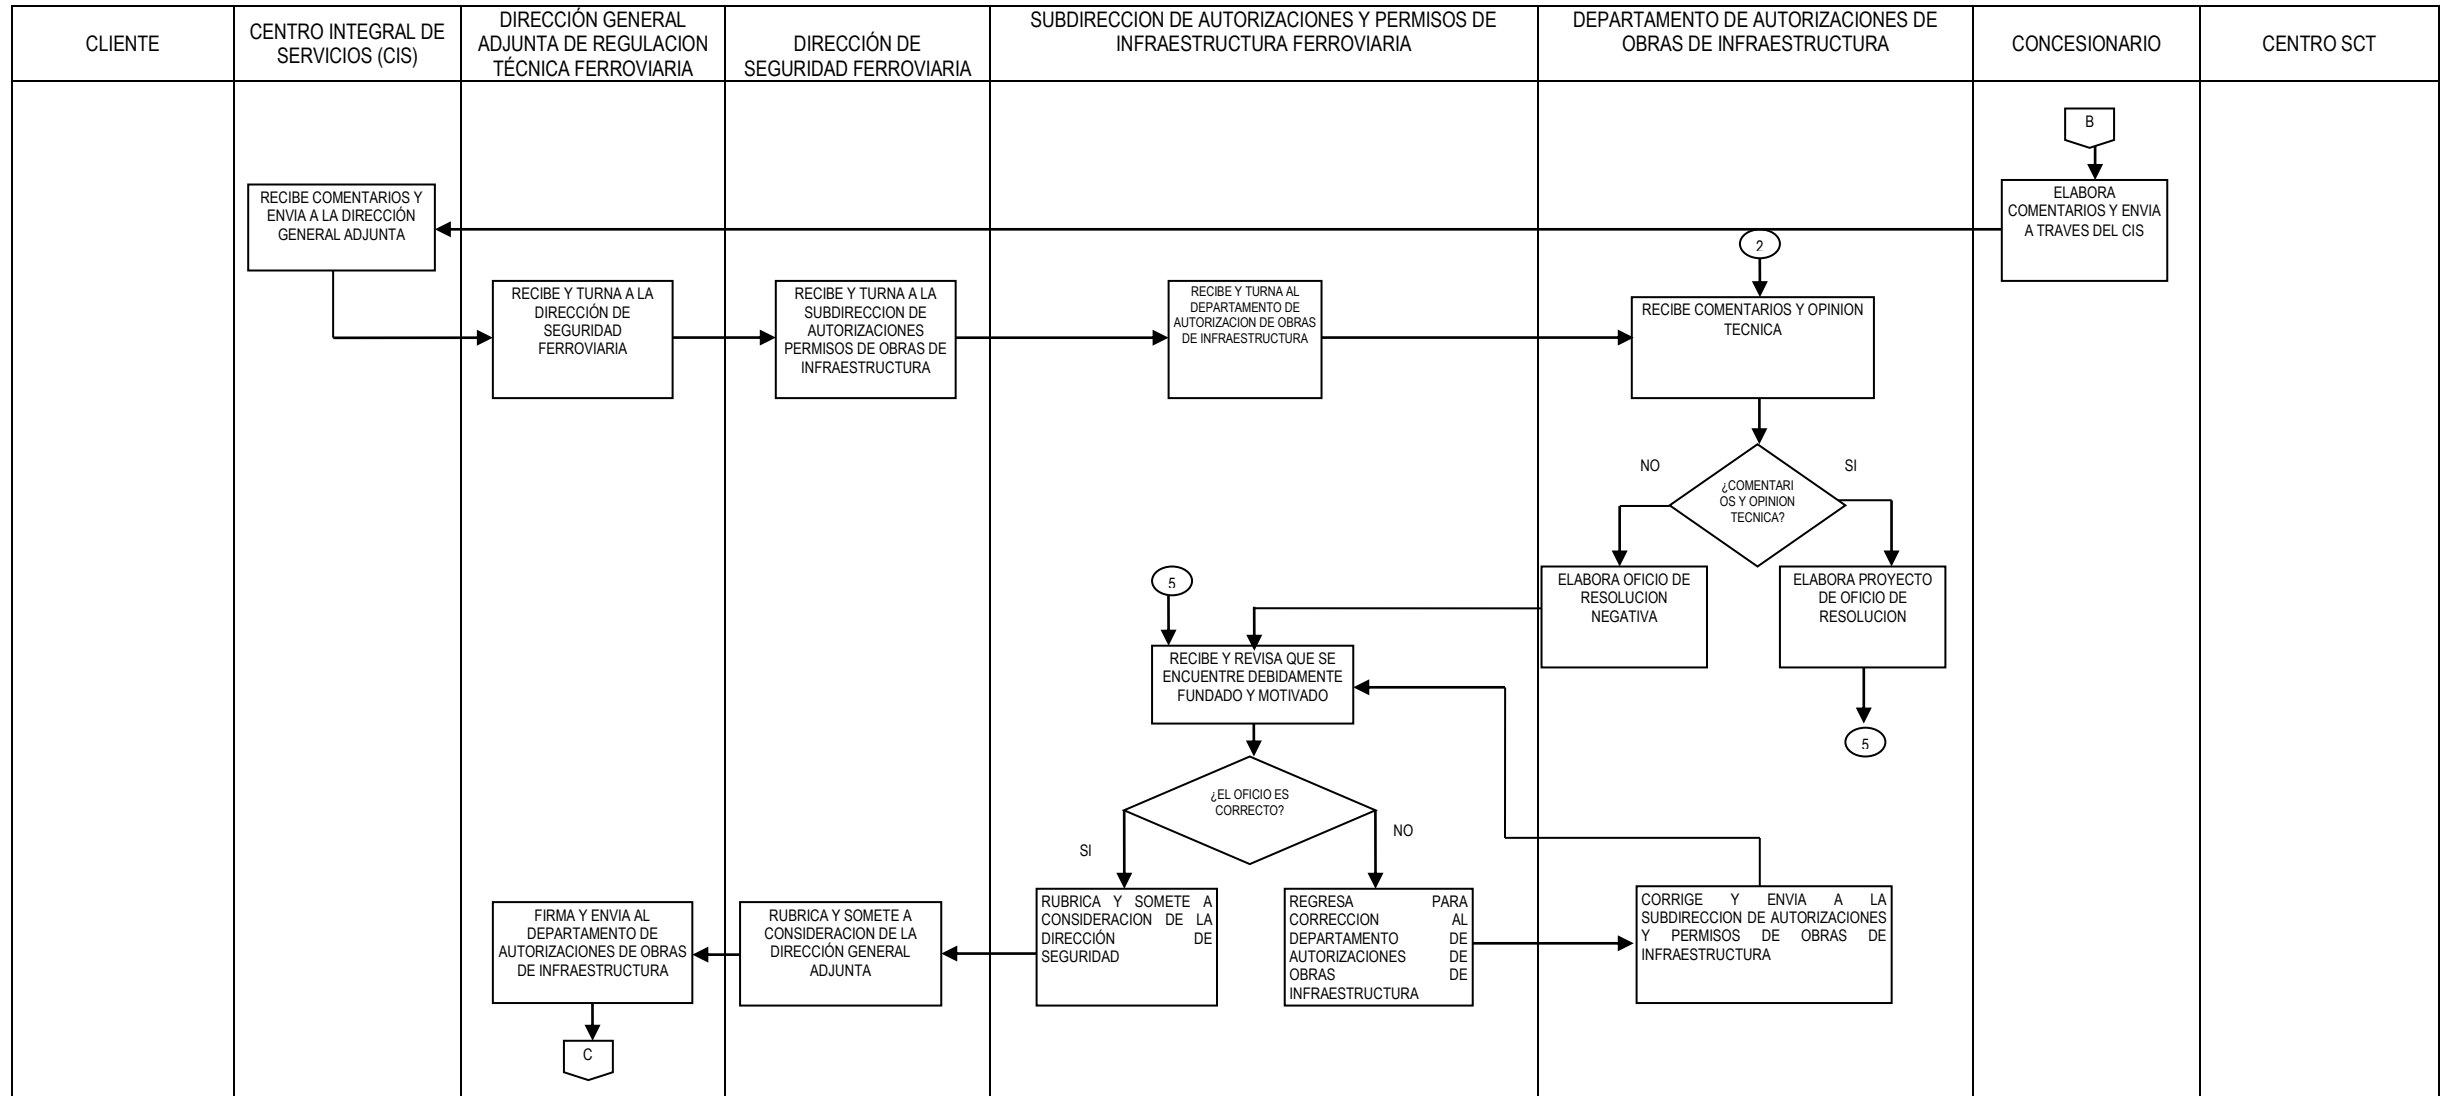 CLIENTE
CENTRO INTEGRAL DE
SERVICIOS (CIS)
DIRECCIÓN GENERAL
ADJUNTA DE REGULACION
TÉCNICA FERROVIARIA
DIRECCIÓN DE
SEGURIDAD FERROVIARIA
SUBDIRECCION DE AUTORIZACIONES Y PERMISOS DE
INFRAESTRUCTURA FERROVIARIA
DEPARTAMENTO DE AUTORIZACIONES DE
OBRAS DE INFRAESTRUCTURA
CONCESIONARIO
CENTRO SCT
B
ELABORA
COMENTARIOS Y ENVIA
A TRAVES DEL CIS
RECIBE COMENTARIOS Y
ENVIA A LA DIRECCIÓN
GENERAL ADJUNTA
2
RECIBE Y TURNA A LA
DIRECCIÓN DE
SEGURIDAD
FERROVIARIA
RECIBE Y TURNA A LA
SUBDIRECCION DE
AUTORIZACIONES
PERMISOS DE OBRAS DE
INFRAESTRUCTURA
RECIBE Y TURNA AL
DEPARTAMENTO DE
AUTORIZACION DE OBRAS
DE INFRAESTRUCTURA
RECIBE COMENTARIOS Y OPINION
TECNICA
NO
SI
¿COMENTARI
OS Y OPINION
TECNICA?
ELABORA OFICIO DE
RESOLUCION
NEGATIVA
ELABORA PROYECTO
DE OFICIO DE
RESOLUCION
5
5
RECIBE Y REVISA QUE SE
ENCUENTRE DEBIDAMENTE
FUNDADO Y MOTIVADO
¿EL OFICIO ES
CORRECTO?
SI
NO
FIRMA Y ENVIA AL
DEPARTAMENTO DE
AUTORIZACIONES DE OBRAS
DE INFRAESTRUCTURA
RUBRICA Y SOMETE A
CONSIDERACION DE LA
DIRECCIÓN GENERAL
ADJUNTA
RUBRICA Y SOMETE A
CONSIDERACION DE LA
DIRECCIÓN DE
SEGURIDAD
REGRESA PARA
CORRECCION AL
DEPARTAMENTO DE
AUTORIZACIONES DE
OBRAS DE
INFRAESTRUCTURA
CORRIGE Y ENVIA A LA
SUBDIRECCION DE AUTORIZACIONES
Y PERMISOS DE OBRAS DE
INFRAESTRUCTURA
C